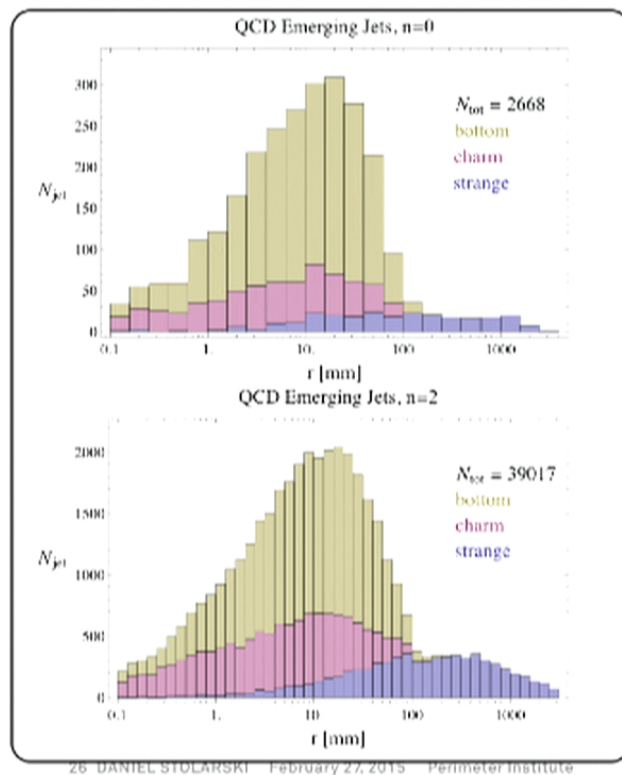 QCD Emerging Jets, n=0
300
250
200
150
100
50
0
N_jet
N_tot = 2668
bottom
charm
strange
0.1
1.
10.
100
1000
r [mm]
QCD Emerging Jets, n=2
2000
1500
1000
500
0
N_jet
N_tot = 39017
bottom
charm
strange
0.1
1.
10
100
1000
r [mm]
26 DANIEL STOLARSKI February 27, 2015 Perimeter Institute